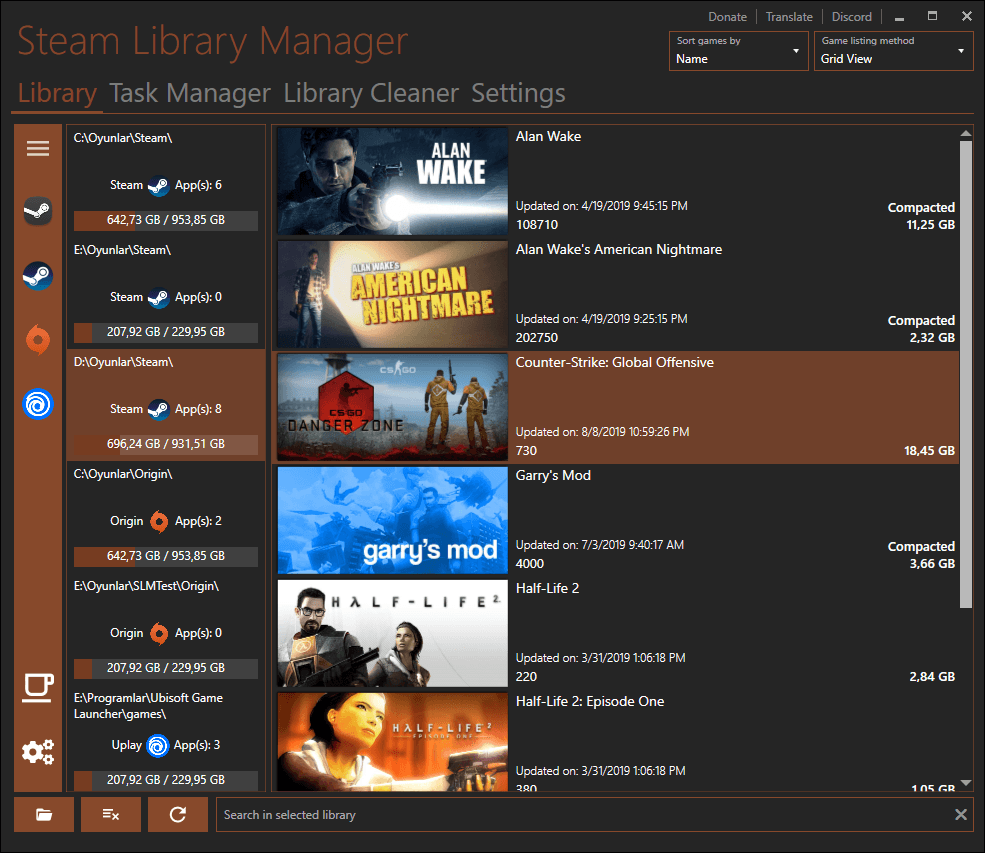 Donate
Translate
Discord
Steam Library Manager
Sort games by
Name
Game listing method
Grid View
Library
Task Manager
Library Cleaner
Settings
C:\Oyunlar\Steam\
Steam App(s): 6
642,73 GB / 953,85 GB
E:\Oyunlar\Steam\
Steam App(s): 0
207,92 GB / 229,95 GB
D:\Oyunlar\Steam\
Steam App(s): 8
696,24 GB / 931,51 GB
C:\Oyunlar\Origin\
Origin App(s): 2
642,73 GB / 953,85 GB
E:\Oyunlar\SLMTest\Origin\
Origin App(s): 0
207,92 GB / 229,95 GB
E:\Programlar\Ubisoft Game
Launcher\games\
Uplay App(s): 3
207,92 GB / 229,95 GB
ALAN
WAKE
Alan Wake
Updated on: 4/19/2019 9:45:15 PM
108710
Compacted
11,25 GB
ALAN WAKE'S
AMERICAN
NIGHTMARE
Alan Wake's American Nightmare
Updated on: 4/19/2019 9:25:15 PM
202750
Compacted
2,32 GB
CS:GO
CS:GO
DANGER ZONE
Counter-Strike: Global Offensive
Updated on: 8/8/2019 10:59:26 PM
730
18,45 GB
garry's mod
Garry's Mod
Updated on: 7/3/2019 9:40:17 AM
4000
Compacted
3,66 GB
HALF-LIFE 2
Half-Life 2
Updated on: 3/31/2019 1:06:18 PM
220
2,84 GB
HALF-LIFE 2
EPISODE ONE
Half-Life 2: Episode One
Updated on: 3/31/2019 1:06:18 PM
380
1,05 GB
Search in selected library